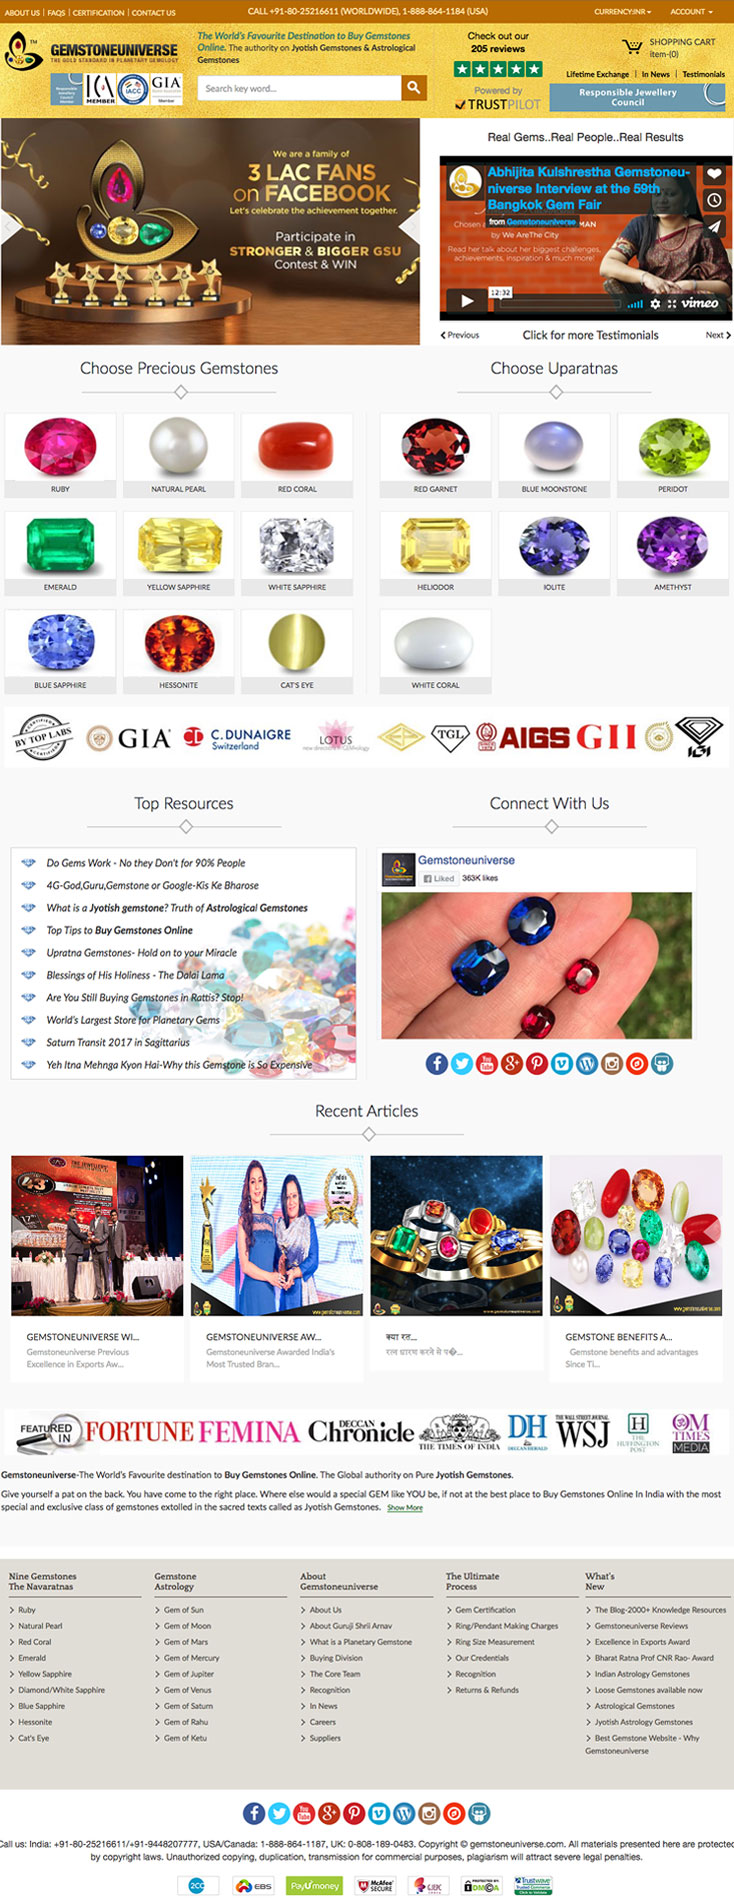 ABOUT US | FAQS | CERTIFICATION | CONTACT US
CALL +91-80-25216611 (WORLDWIDE), 1-888-864-1184 (USA)
CURRENCY:INR
ACCOUNT
TM
GEMSTONEUNIVERSE
THE GOLD STANDARD IN PLANETARY GEMOLOGY
Responsible Jewellery Council
ICA
MEMBER
IACC
GIA
Member
The World's Favourite Destination to Buy Gemstones
Online. The authority on Jyotish Gemstones & Astrological
Gemstones
Search key word...
Check out our
205 reviews
Powered by
TRUSTPILOT
SHOPPING CART
item-(0)
Lifetime Exchange | In News | Testimonials
Responsible Jewellery
Council
We are a family of
3 LAC FANS
on FACEBOOK
Let's celebrate the achievement together.
Participate in
STRONGER & BIGGER GSU
Contest & WIN
Real Gems..Real People..Real Results
Abhijita Kulshrestha Gemstoneu-
niverse Interview at the 59th
Bangkok Gem Fair
from Gemstoneuniverse
Chosen
MAN
by WeAreTheCity
Read her talk about her biggest challenges,
achievements, inspiration & much more!
12:32
vimeo
Previous
Click for more Testimonials
Next
Choose Precious Gemstones
Choose Uparatnas
RUBY
NATURAL PEARL
RED CORAL
RED GARNET
BLUE MOONSTONE
PERIDOT
EMERALD
YELLOW SAPPHIRE
WHITE SAPPHIRE
HELIODOR
IOLITE
AMETHYST
BLUE SAPPHIRE
HESSONITE
CAT'S EYE
WHITE CORAL
CERTIFIED
BY TOP LABS
GIA
C.DUNAIGRE
Switzerland
LOTUS
TGL
AIGS
GII
IGI
Top Resources
Connect With Us
Do Gems Work - No they Don't for 90% People
4G-God,Guru,Gemstone or Google-Kis Ke Bharose
What is a Jyotish gemstone? Truth of Astrological Gemstones
Top Tips to Buy Gemstones Online
Upratna Gemstones- Hold on to your Miracle
Blessings of His Holiness - The Dalai Lama
Are You Still Buying Gemstones in Rattis? Stop!
World's Largest Store for Planetary Gems
Saturn Transit 2017 in Sagittarius
Yeh Itna Mehnga Kyon Hai-Why this Gemstone is So Expensive
Gemstoneuniverse
Liked
363K likes
You Tube
Recent Articles
43
www.gemstoneuniverse.com
GEMSTONEUNIVERSE WI...
Gemstoneuniverse Previous
Excellence in Exports Aw...
GEMSTONEUNIVERSE AW...
Gemstoneuniverse Awarded India's
Most Trusted Bran...
क्या रत...
रत्न धारण करने में प�...
GEMSTONE BENEFITS A...
Gemstone benefits and advantages
Since Ti...
FEATURED
IN
FORTUNE
FEMINA
DECCAN
Chronicle
THE TIMES OF INDIA
DH
DECCAN HERALD
THE WALL STREET JOURNAL
WSJ
H
THE
HUFFINGTON
POST
OM
TIMES
MEDIA
Gemstoneuniverse-The World's Favourite destination to Buy Gemstones Online. The Global authority on Pure Jyotish Gemstones.
Give yourself a pat on the back. You have come to the right place. Where else would a special GEM like YOU be, if not at the best place to Buy Gemstones Online In India with the most
special and exclusive class of gemstones extolled in the sacred texts called as Jyotish Gemstones. Show More
Nine Gemstones
The Navaratnas
Ruby
Natural Pearl
Red Coral
Emerald
Yellow Sapphire
Diamond/White Sapphire
Blue Sapphire
Hessonite
Cat's Eye
Gemstone
Astrology
Gem of Sun
Gem of Moon
Gem of Mars
Gem of Mercury
Gem of Jupiter
Gem of Venus
Gem of Saturn
Gem of Rahu
Gem of Ketu
About
Gemstoneuniverse
About Us
About Guruji Shrii Arnav
What is a Planetary Gemstone
Buying Division
The Core Team
Recognition
In News
Careers
Suppliers
The Ultimate
Process
Gem Certification
Ring/Pendant Making Charges
Ring Size Measurement
Our Credentials
Recognition
Returns & Refunds
What's
New
The Blog-2000+ Knowledge Resources
Gemstoneuniverse Reviews
Excellence in Exports Award
Bharat Ratna Prof CNR Rao- Award
Indian Astrology Gemstones
Loose Gemstones available now
Astrological Gemstones
Jyotish Astrology Gemstones
Best Gemstone Website - Why
Gemstoneuniverse
You Tube
Call us: India: +91-80-25216611/+91-9448207777, USA/Canada: 1-888-864-1187, UK: 0-808-189-0483. Copyright © gemstoneuniverse.com. All materials presented here are protected
by copyright laws. Unauthorized copying, duplication, transmission for commercial purposes, plagiarism will attract severe legal penalties.
2CO
EBS
PayU money
McAfee
SECURE
PROTECTED BY
DMCA
Trustwave
Trusted Commerce
Click to Validate